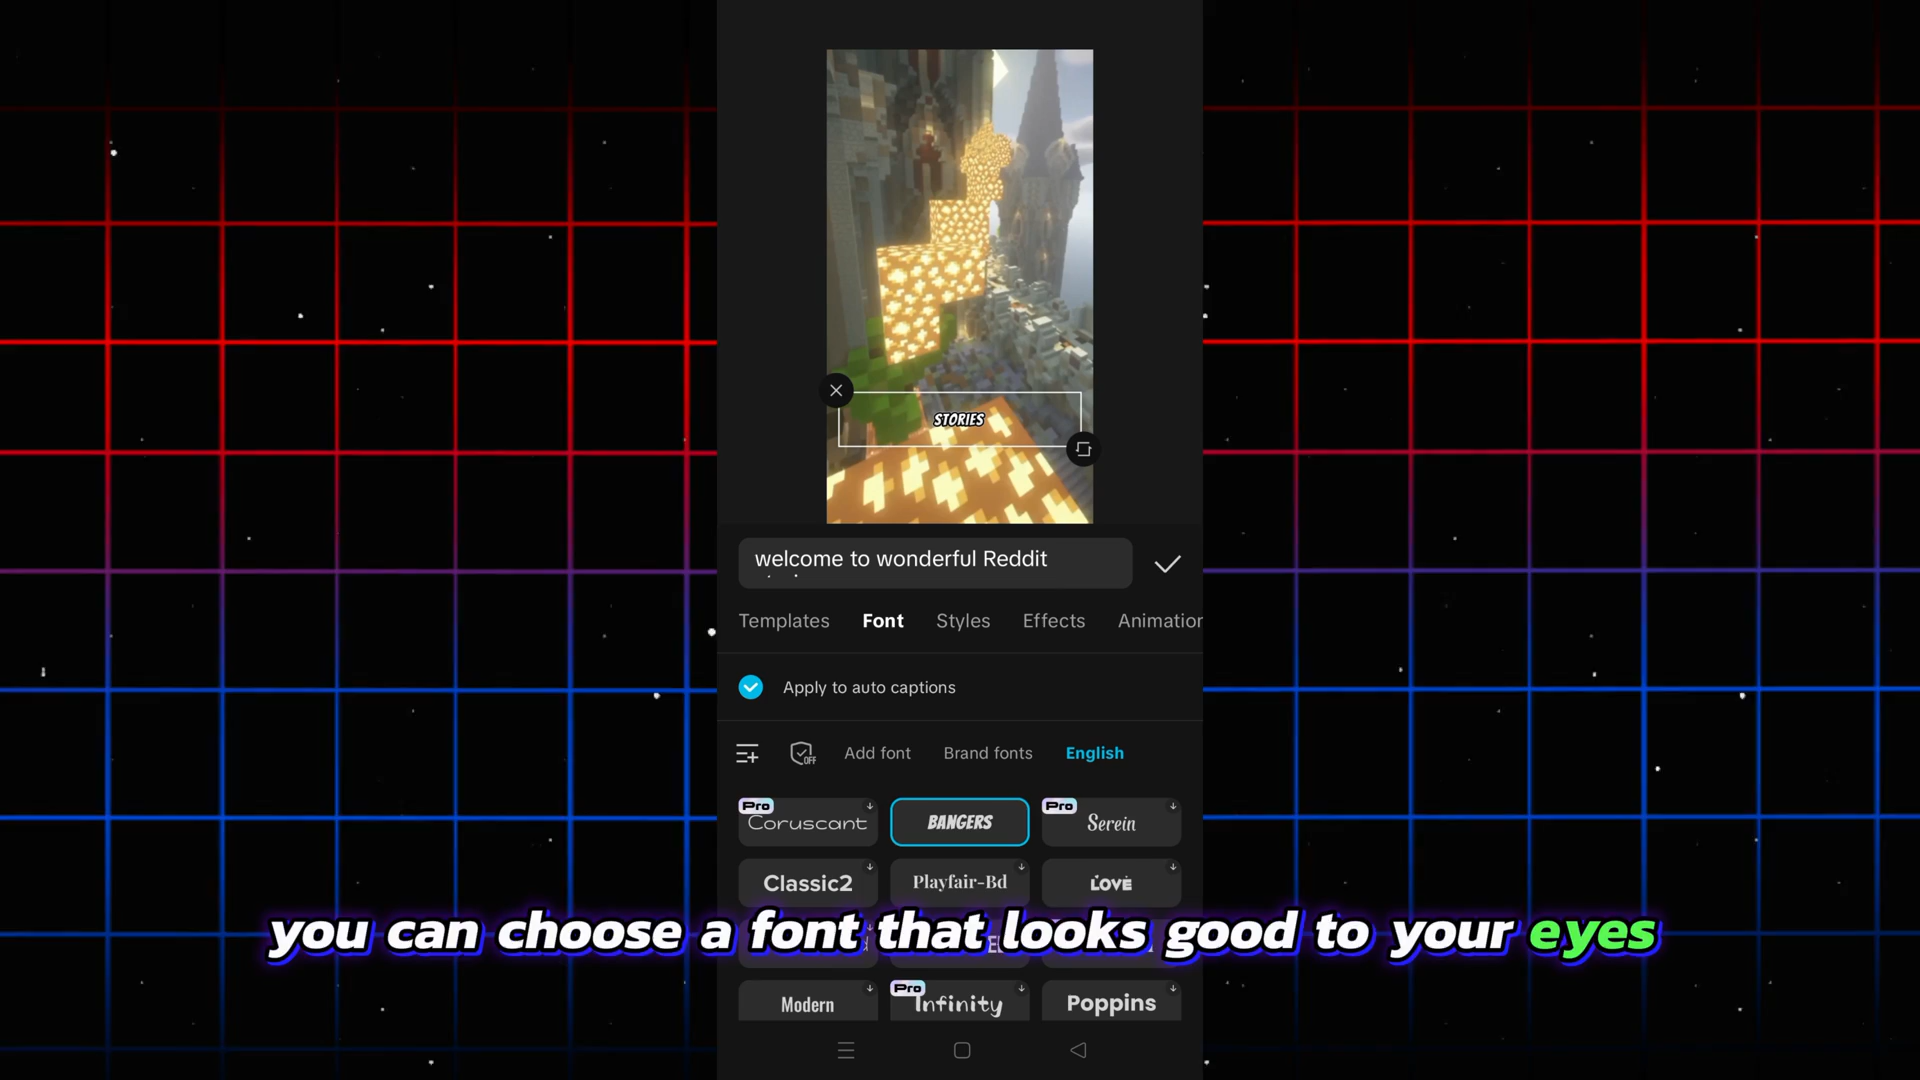 STORIES
welcome to wonderful Reddit
Templates Font Styles Effects Animation
Apply to auto captions
OFF Add font Brand fonts English
Pro Coruscant BANGERS Pro Serein
Classic2 Playfair-Bd LOVE
you can choose a font that looks good to your eyes
Modern Pro Infinity Poppins